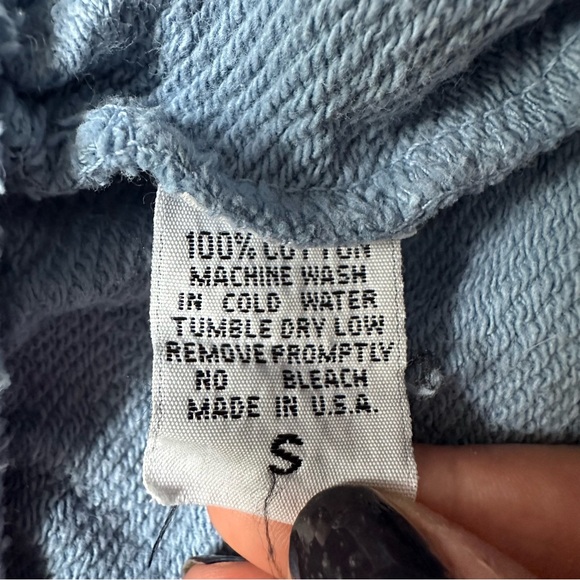 100% COTTON
MACHINE WASH
IN COLD WATER
TUMBLE DRY LOW
REMOVE PROMPTLY
NO BLEACH
MADE IN U.S.A.
S